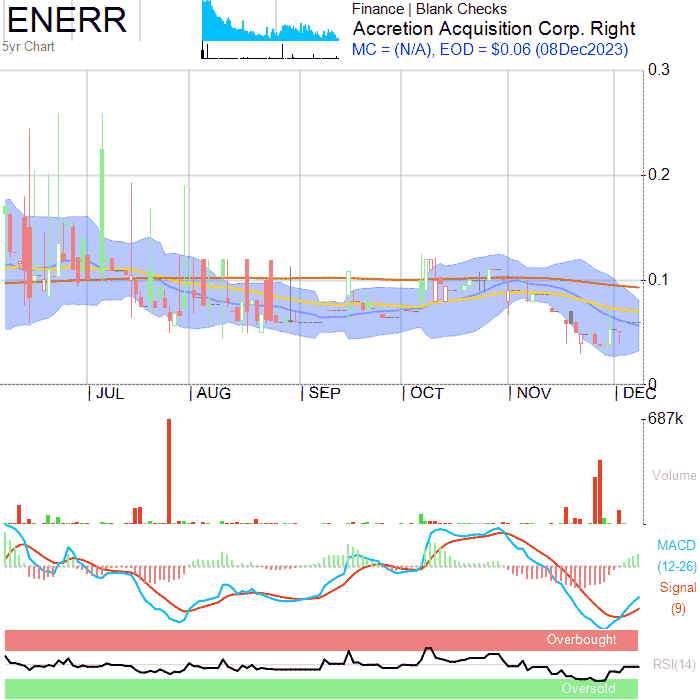 ENERR
5yr Chart
Finance | Blank Checks
Accretion Acquisition Corp. Right
MC = (N/A), EOD = $0.06 (08Dec2023)
0.3
0.2
0.1
0
JUL AUG SEP OCT NOV DEC
687k
Volume
MACD
(12-26)
Signal
(9)
Overbought
RSI(14)
Oversold